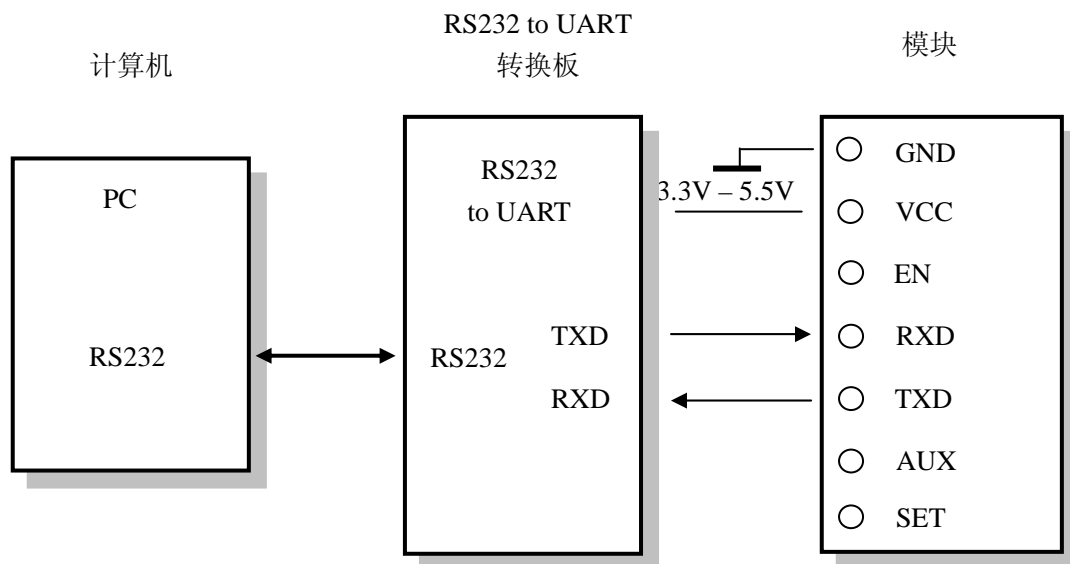 RS232 to UART
计算机
转换板
模块
PC
RS232
RS232
to UART
RS232
TXD
RXD
3.3V – 5.5V
GND
VCC
EN
RXD
TXD
AUX
SET